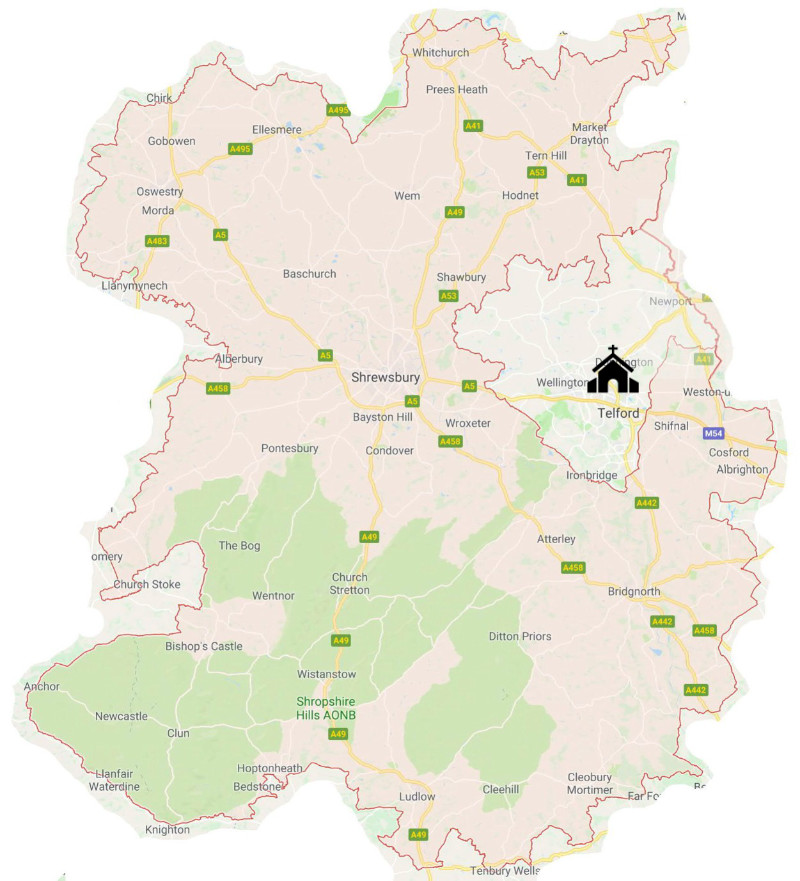 M
Whitchurch
Prees Heath
Chirk
A495
Ellesmere
A41
Market
Drayton
Gobowen
A495
Tern Hill
A53
A41
Oswestry
Wem
Hodnet
Morda
A49
A5
A483
Baschurch
Shawbury
Llanymynech
A53
Newport
Alderbury
A5
A41
Shrewsbury
Wellington
A458
A5
Weston-u
A5
Bayston Hill
Telford
Wroxeter
Shifnal
M54
A458
Pontesbury
Condover
Cosford
Albrighton
Ironbridge
A442
A49
Atterley
The Bog
omery
A458
Church
Stretton
Church Stoke
Wentnor
Bridgnorth
A442
A458
Ditton Priors
A49
Bishop's Castle
Wistanstow
Anchor
A442
Shropshire
Hills AONB
Newcastle
Clun
A49
Hoptonheath
Llanfair
Waterdine
Bedstone
Cleobury
Mortimer
Cleehill
Ludlow
Far Fo
Knighton
A49
Tenbury Wells